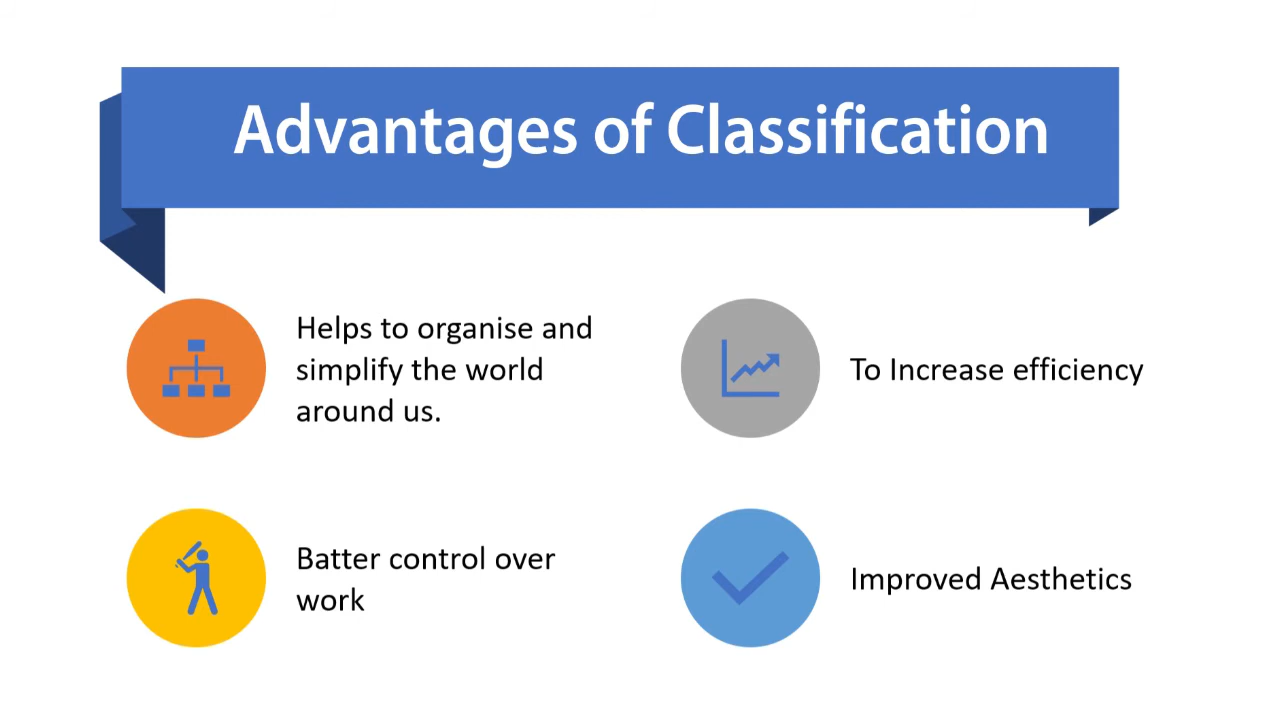 Advantages of Classification
Helps to organise and
simplify the world
around us.
To Increase efficiency
Batter control over
work
Improved Aesthetics